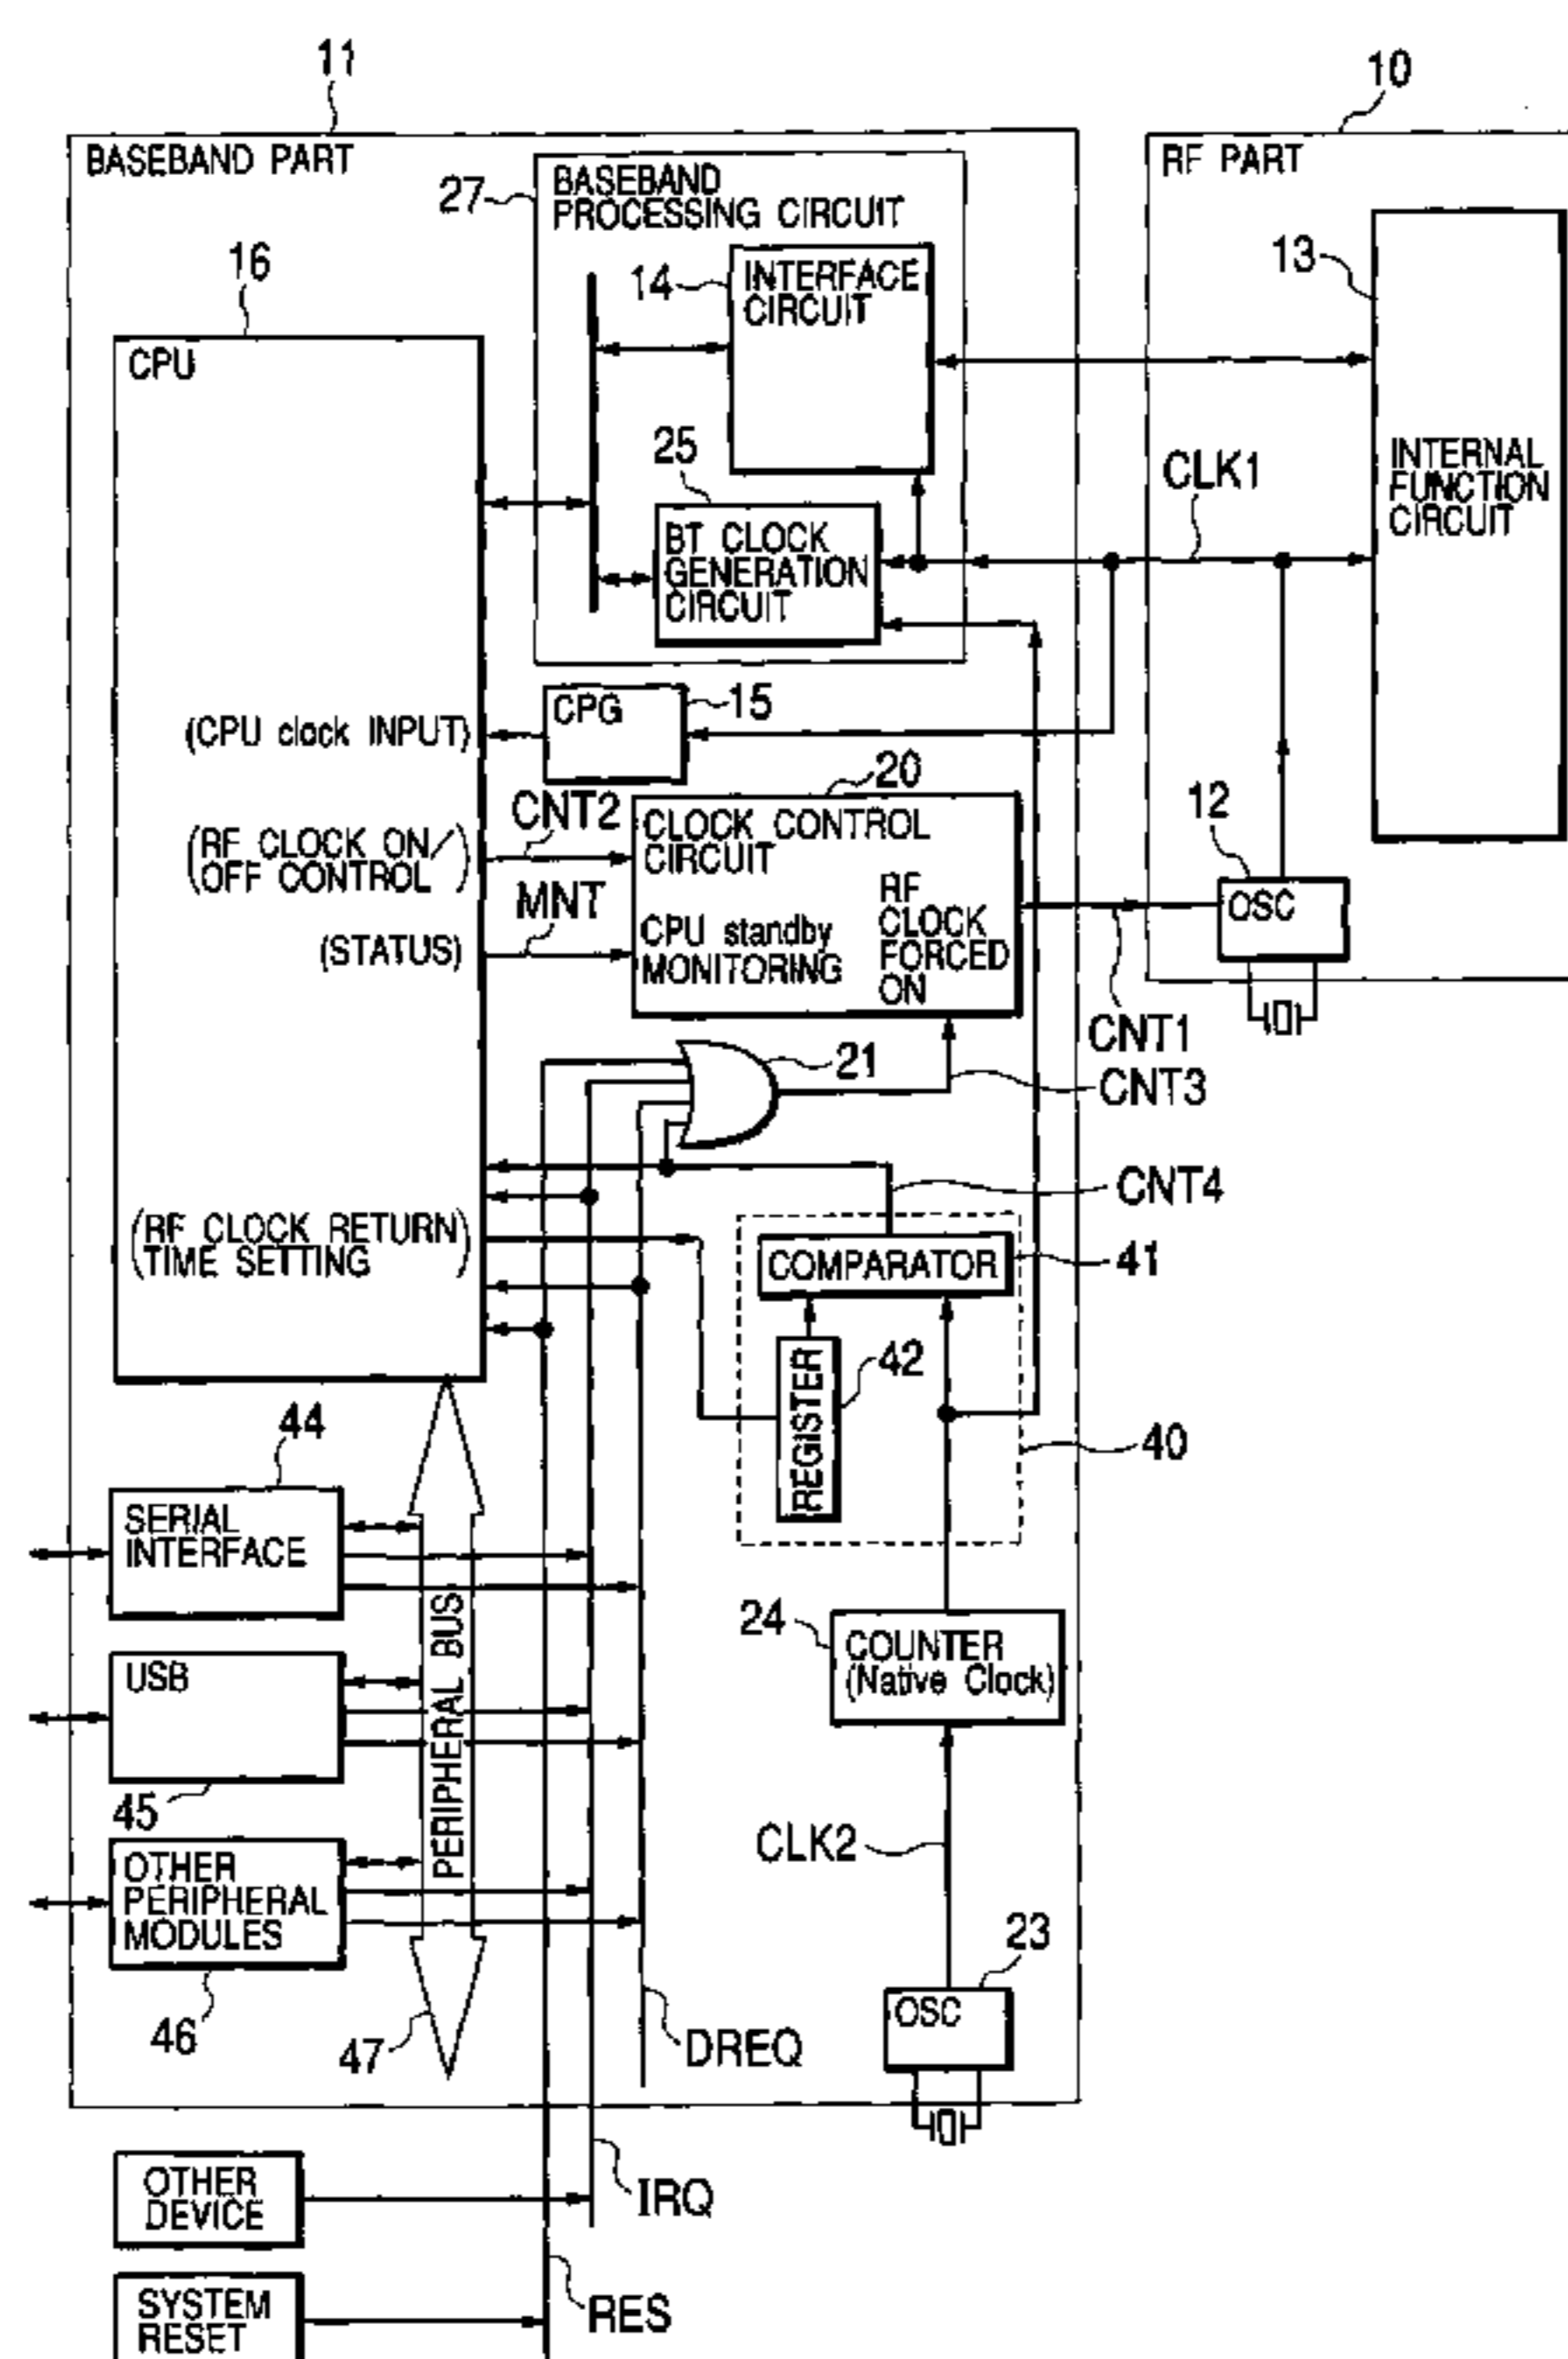 11
10
BASEBAND PART
RF PART
27
BASEBAND
PROCESSING CIRCUIT
16
14
INTERFACE
CIRCUIT
13
CPU
25
CLK1
INTERNAL
FUNCTION
CIRCUIT
BT CLOCK
GENERATION
CIRCUIT
(CPU clock INPUT)
CPG
15
20
12
CNT2
(RF CLOCK ON/
OFF CONTROL)
CLOCK CONTROL
CIRCUIT
RF
CLOCK
FORCED
ON
OSC
MNT
(STATUS)
CPU standby
MONITORING
CNT1
21
CNT3
CNT4
(RF CLOCK RETURN
TIME SETTING)
COMPARATOR
41
REGISTER
42
40
44
SERIAL
INTERFACE
24
COUNTER
(Native Clock)
USB
PERIPHERAL BUS
45
CLK2
OTHER
PERIPHERAL
MODULES
23
OSC
46
47
DREQ
OTHER
DEVICE
IRQ
SYSTEM
RESET
RES